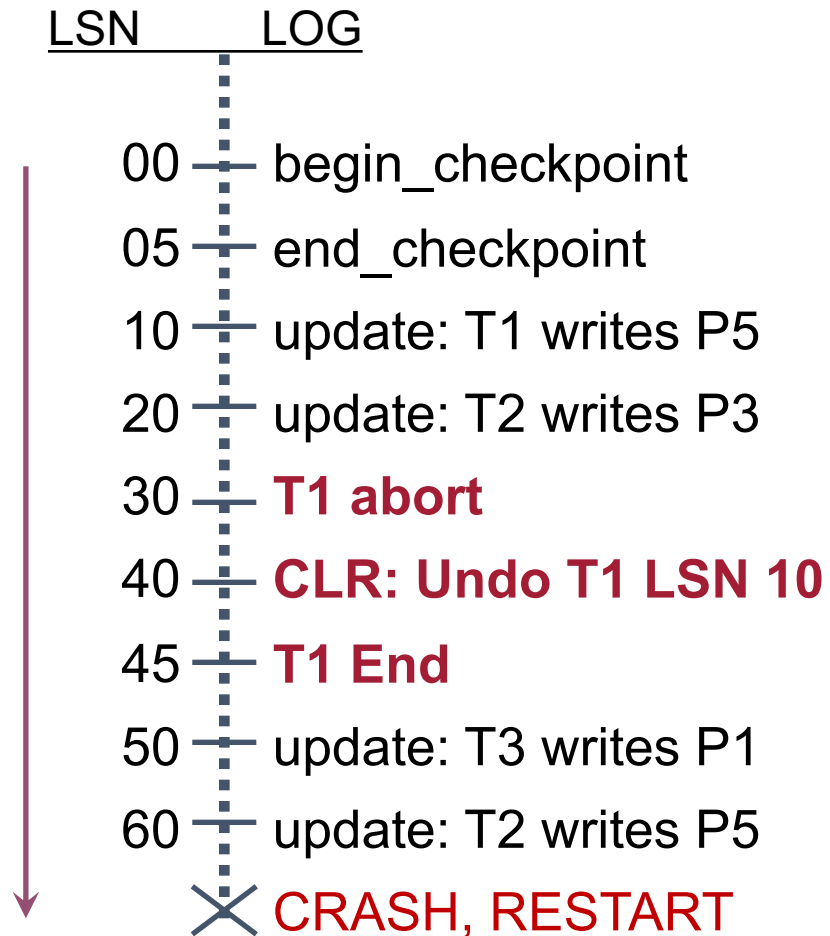 LSN LOG
00 begin_checkpoint
05 end_checkpoint
10 update: T1 writes P5
20 update: T2 writes P3
30 T1 abort
40 CLR: Undo T1 LSN 10
45 T1 End
50 update: T3 writes P1
60 update: T2 writes P5
CRASH, RESTART